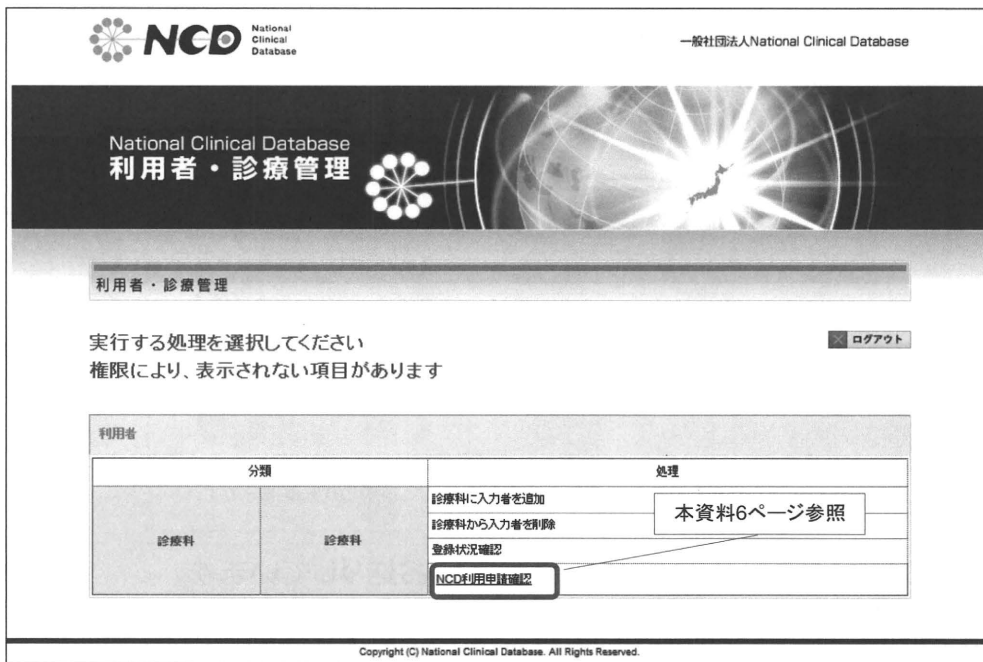 NCD National
Clinical
Database
一般社団法人National Clinical Database
National Clinical Database
利用者・診療管理
利用者・診療管理
実行する処理を選択してください
ログアウト
権限により、表示されない項目があります
利用者
分類
処理
診療科
診療科
診療科に入力者を追加
診療科から入力者を削除
登録状況確認
NCD利用申請確認
本資料6ページ参照
Copyright (C) National Clinical Database. All Rights Reserved.